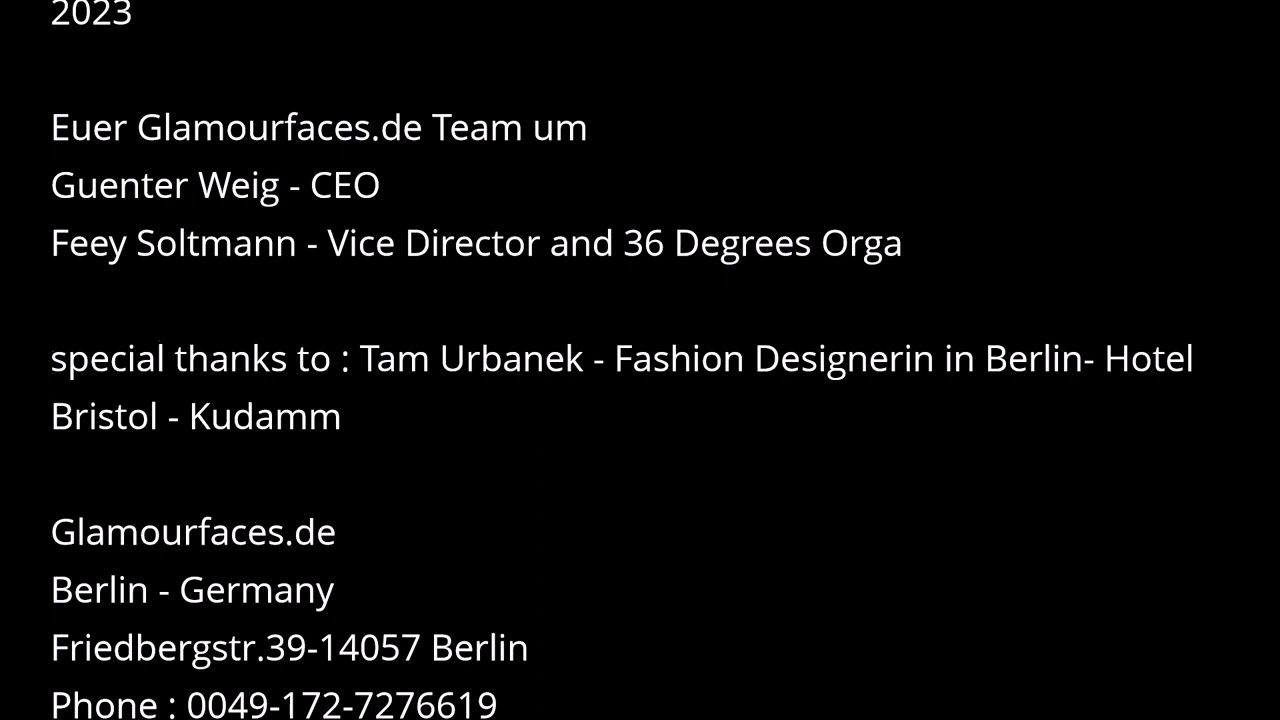 2023
Euer Glamourfaces.de Team um
Guenter Weig - CEO
Feey Soltmann - Vice Director and 36 Degrees Orga
special thanks to : Tam Urbanek - Fashion Designerin in Berlin- Hotel
Bristol - Kudamm
Glamourfaces.de
Berlin - Germany
Friedbergstr.39-14057 Berlin
Phone : 0049-172-7276619